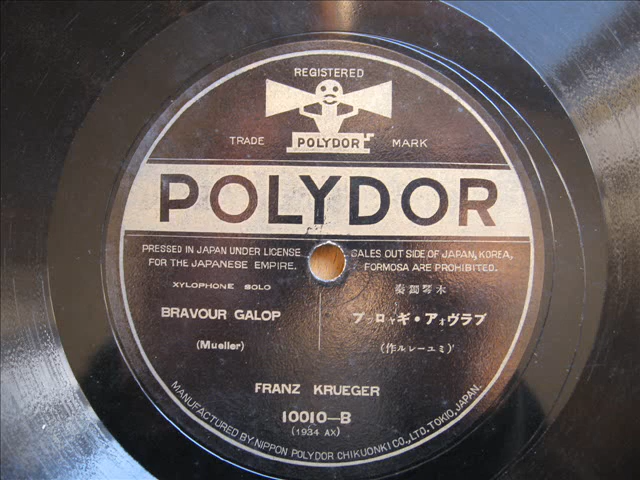 REGISTERED
TRADE MARK
POLYDOR
POLYDOR
PRESSED IN JAPAN UNDER LICENSE
FOR THE JAPANESE EMPIRE.
SALES OUT SIDE OF JAPAN, KOREA,
FORMOSA ARE PROHIBITED.
XYLOPHONE SOLO
奏獨琴木
BRAVOUR GALOP
プッロャギ・アォヴラブ
(Mueller)
(作ルレーユミ)
FRANZ KRUEGER
10010-B
(1934 AX)
MANUFACTURED BY NIPPON POLYDOR CHIKUONKI CO., LTD. TOKIO, JAPAN.